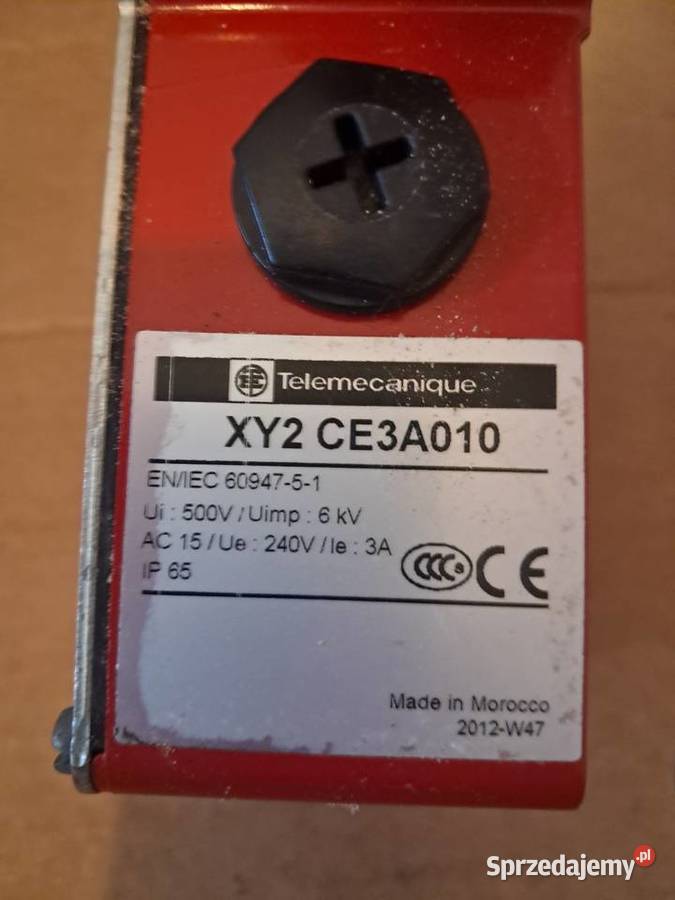 Telemecanique
XY2 CE3A010
EN/IEC 60947-5-1
Ui : 500V / Uimp : 6 kV
AC 15 / Ue : 240V / Ie : 3A
IP 65
CCC S CE
Made in Morocco
2012-W47
Sprzedajemy.pl